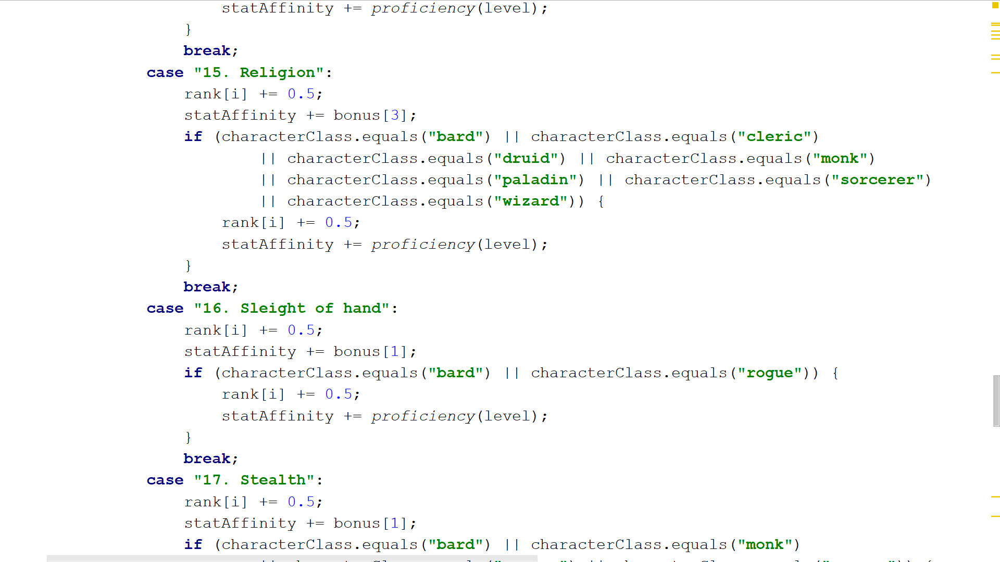 statAffinity += proficiency(level);
}
break;
case "15. Religion":
rank[i] += 0.5;
statAffinity += bonus[3];
if (characterClass.equals("bard") || characterClass.equals("cleric")
|| characterClass.equals("druid") || characterClass.equals("monk")
|| characterClass.equals("paladin") || characterClass.equals("sorcerer")
|| characterClass.equals("wizard")) {
rank[i] += 0.5;
statAffinity += proficiency(level);
}
break;
case "16. Sleight of hand":
rank[i] += 0.5;
statAffinity += bonus[1];
if (characterClass.equals("bard") || characterClass.equals("rogue")) {
rank[i] += 0.5;
statAffinity += proficiency(level);
}
break;
case "17. Stealth":
rank[i] += 0.5;
statAffinity += bonus[1];
if (characterClass.equals("bard") || characterClass.equals("monk")